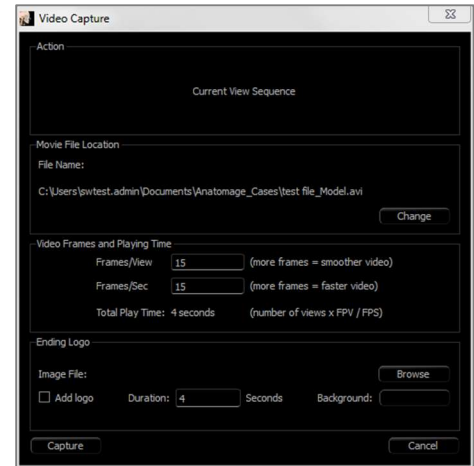 Video Capture
Action
Current View Sequence
Movie File Location
File Name:
C:\Users\swtest.admin\Documents\Anatomage_Cases\test file_Model.avi
Change
Video Frames and Playing Time
Frames/View 15 (more frames = smoother video)
Frames/Sec 15 (more frames = faster video)
Total Play Time: 4 seconds (number of views x FPV / FPS)
Ending Logo
Image File: Browse
Add logo Duration: 4 Seconds Background:
Capture Cancel